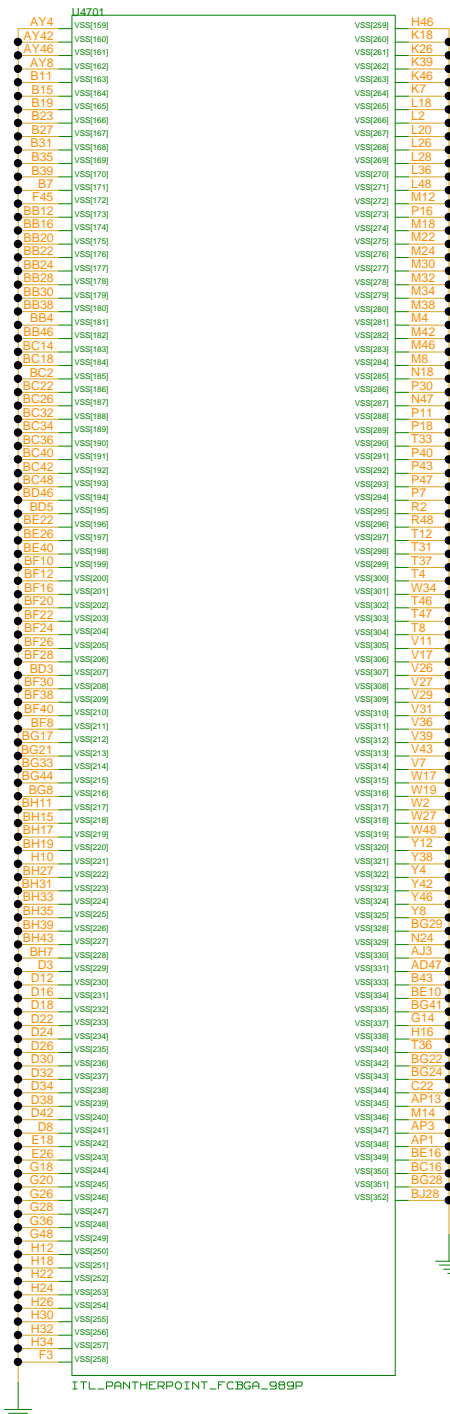 U4701
AY4 VSS[159] VSS[259] H46
AY42 VSS[160] VSS[260] K18
AY46 VSS[161] VSS[261] K26
AY8 VSS[162] VSS[262] K39
B11 VSS[163] VSS[263] K46
B15 VSS[164] VSS[264] K7
B19 VSS[165] VSS[265] L18
B23 VSS[166] VSS[266] L2
B27 VSS[167] VSS[267] L20
B31 VSS[168] VSS[268] L26
B35 VSS[169] VSS[269] L28
B39 VSS[170] VSS[270] L36
B7 VSS[171] VSS[271] L48
F45 VSS[172] VSS[272] M12
BB12 VSS[173] VSS[273] P16
BB16 VSS[174] VSS[274] M18
BB20 VSS[175] VSS[275] M22
BB22 VSS[176] VSS[276] M24
BB24 VSS[177] VSS[277] M30
BB28 VSS[178] VSS[278] M32
BB30 VSS[179] VSS[279] M34
BB38 VSS[180] VSS[280] M38
BB4 VSS[181] VSS[281] M4
BB46 VSS[182] VSS[282] M42
BC14 VSS[183] VSS[283] M46
BC18 VSS[184] VSS[284] M8
BC2 VSS[185] VSS[285] N18
BC22 VSS[186] VSS[286] P30
BC26 VSS[187] VSS[287] N47
BC32 VSS[188] VSS[288] P11
BC34 VSS[189] VSS[289] P18
BC36 VSS[190] VSS[290] T33
BC40 VSS[191] VSS[291] P40
BC42 VSS[192] VSS[292] P43
BC48 VSS[193] VSS[293] P47
BD46 VSS[194] VSS[294] P7
BD5 VSS[195] VSS[295] R2
BE22 VSS[196] VSS[296] R48
BE26 VSS[197] VSS[297] T12
BE40 VSS[198] VSS[298] T31
BF10 VSS[199] VSS[299] T37
BF12 VSS[200] VSS[300] T4
BF16 VSS[201] VSS[301] W34
BF20 VSS[202] VSS[302] T46
BF22 VSS[203] VSS[303] T47
BF24 VSS[204] VSS[304] T8
BF26 VSS[205] VSS[305] V11
BF28 VSS[206] VSS[306] V17
BD3 VSS[207] VSS[307] V26
BF30 VSS[208] VSS[308] V27
BF38 VSS[209] VSS[309] V29
BF40 VSS[210] VSS[310] V31
BF8 VSS[211] VSS[311] V36
BG17 VSS[212] VSS[312] V39
BG21 VSS[213] VSS[313] V43
BG33 VSS[214] VSS[314] V7
BG44 VSS[215] VSS[315] W17
BG8 VSS[216] VSS[316] W19
BH11 VSS[217] VSS[317] W2
BH15 VSS[218] VSS[318] W27
BH17 VSS[219] VSS[319] W48
BH19 VSS[220] VSS[320] Y12
H10 VSS[221] VSS[321] Y38
BH27 VSS[222] VSS[322] Y4
BH31 VSS[223] VSS[323] Y42
BH33 VSS[224] VSS[324] Y46
BH35 VSS[225] VSS[325] Y8
BH39 VSS[226] VSS[328] BG29
BH43 VSS[227] VSS[329] N24
BH7 VSS[228] VSS[330] AJ3
D3 VSS[229] VSS[331] AD47
D12 VSS[230] VSS[333] B43
D16 VSS[231] VSS[334] BE10
D18 VSS[232] VSS[335] BG41
D22 VSS[233] VSS[337] G14
D24 VSS[234] VSS[338] H16
D26 VSS[235] VSS[340] T36
D30 VSS[236] VSS[342] BG22
D32 VSS[237] VSS[343] BG24
D34 VSS[238] VSS[344] C22
D38 VSS[239] VSS[345] AP13
D42 VSS[240] VSS[346] M14
D8 VSS[241] VSS[347] AP3
E18 VSS[242] VSS[348] AP1
E26 VSS[243] VSS[349] BE16
G18 VSS[244] VSS[350] BC16
G20 VSS[245] VSS[351] BG28
G26 VSS[246] VSS[352] BJ28
G28 VSS[247]
G36 VSS[248]
G48 VSS[249]
H12 VSS[250]
H18 VSS[251]
H22 VSS[252]
H24 VSS[253]
H26 VSS[254]
H30 VSS[255]
H32 VSS[256]
H34 VSS[257]
F3 VSS[258]
ITL_PANTHERPOINT_FCBGA_989P